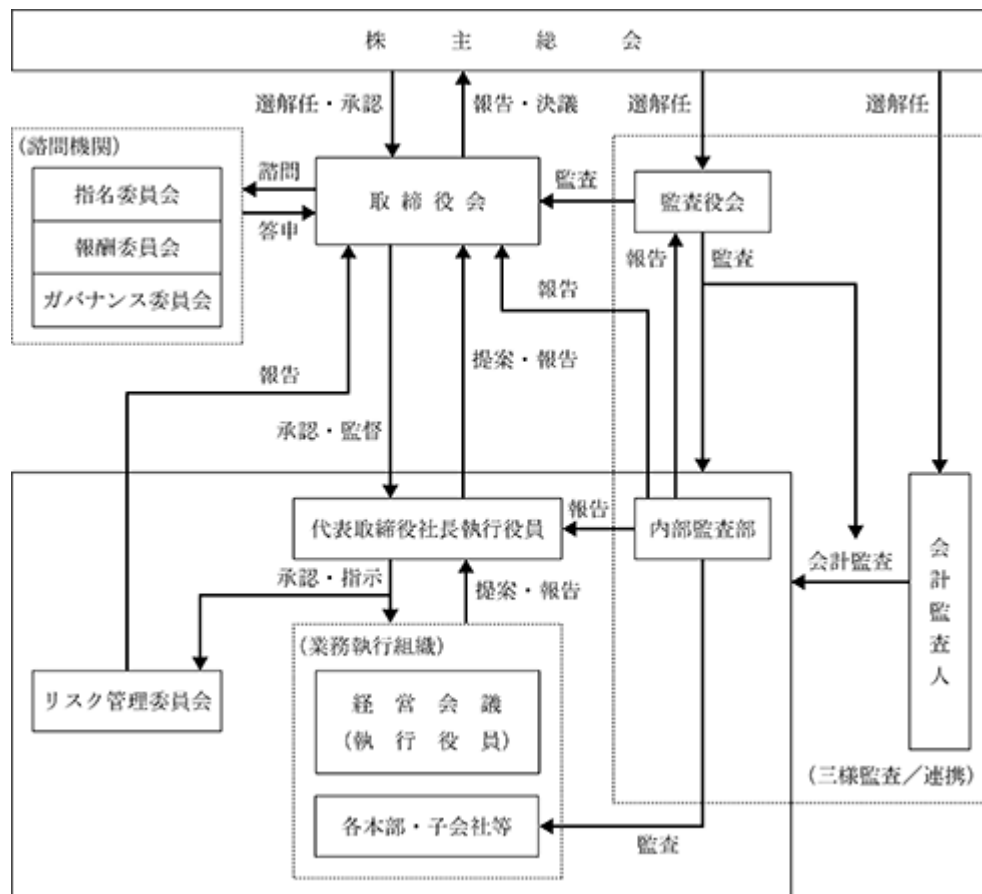 株主総会
選解任・承認
報告・決議
選解任
選解任
(諮問機関)
指名委員会
報酬委員会
ガバナンス委員会
諮問
答申
取締役会
監査
監査役会
報告
監査
報告
報告
提案・報告
承認・監督
代表取締役社長執行役員
報告
内部監査部
会計監査
会計監査人
承認・指示
提案・報告
リスク管理委員会
(業務執行組織)
経営会議
(執行役員)
各本部・子会社等
監査
(三様監査／連携)